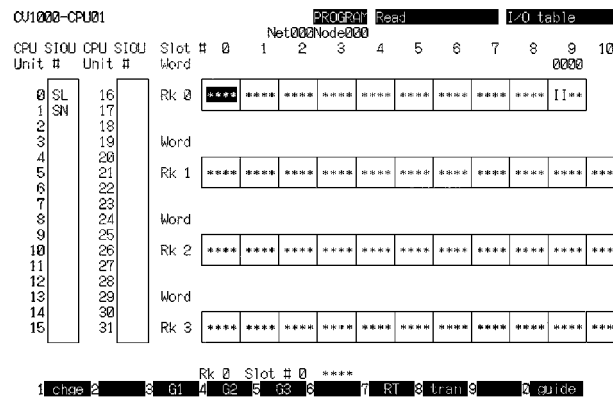 CV1000-CPU01 PROGRAM Read I/O table
Net000Node000
CPU SIOU CPU SIOU Slot # 0 1 2 3 4 5 6 7 8 9 10
Unit # Unit # Word 0000
0 SL 16 Rk 0 **** **** **** **** **** **** **** **** **** II**
1 SN 17
2 18
3 19 Word
4 20
5 21 Rk 1 **** **** **** **** **** **** **** **** **** **** ***
6 22
7 23
8 24 Word
9 25
10 26 Rk 2 **** **** **** **** **** **** **** **** **** **** ***
11 27
12 28
13 29 Word
14 30
15 31 Rk 3 **** **** **** **** **** **** **** **** **** **** ***
Rk 0 Slot # 0 ****
1 chge 2 3 G1 4 G2 5 G3 6 7 RT 8 tran 9 0 guide